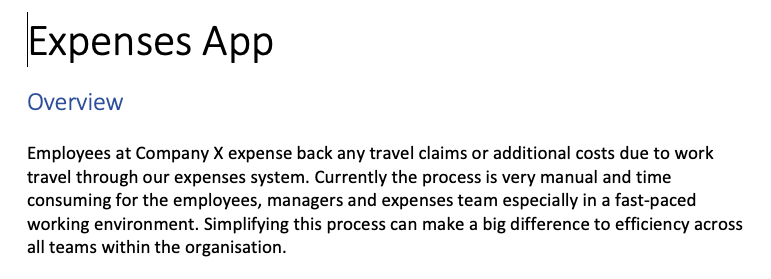 Expenses App
Overview
Employees at Company X expense back any travel claims or additional costs due to work
travel through our expenses system. Currently the process is very manual and time
consuming for the employees, managers and expenses team especially in a fast-paced
working environment. Simplifying this process can make a big difference to efficiency across
all teams within the organisation.